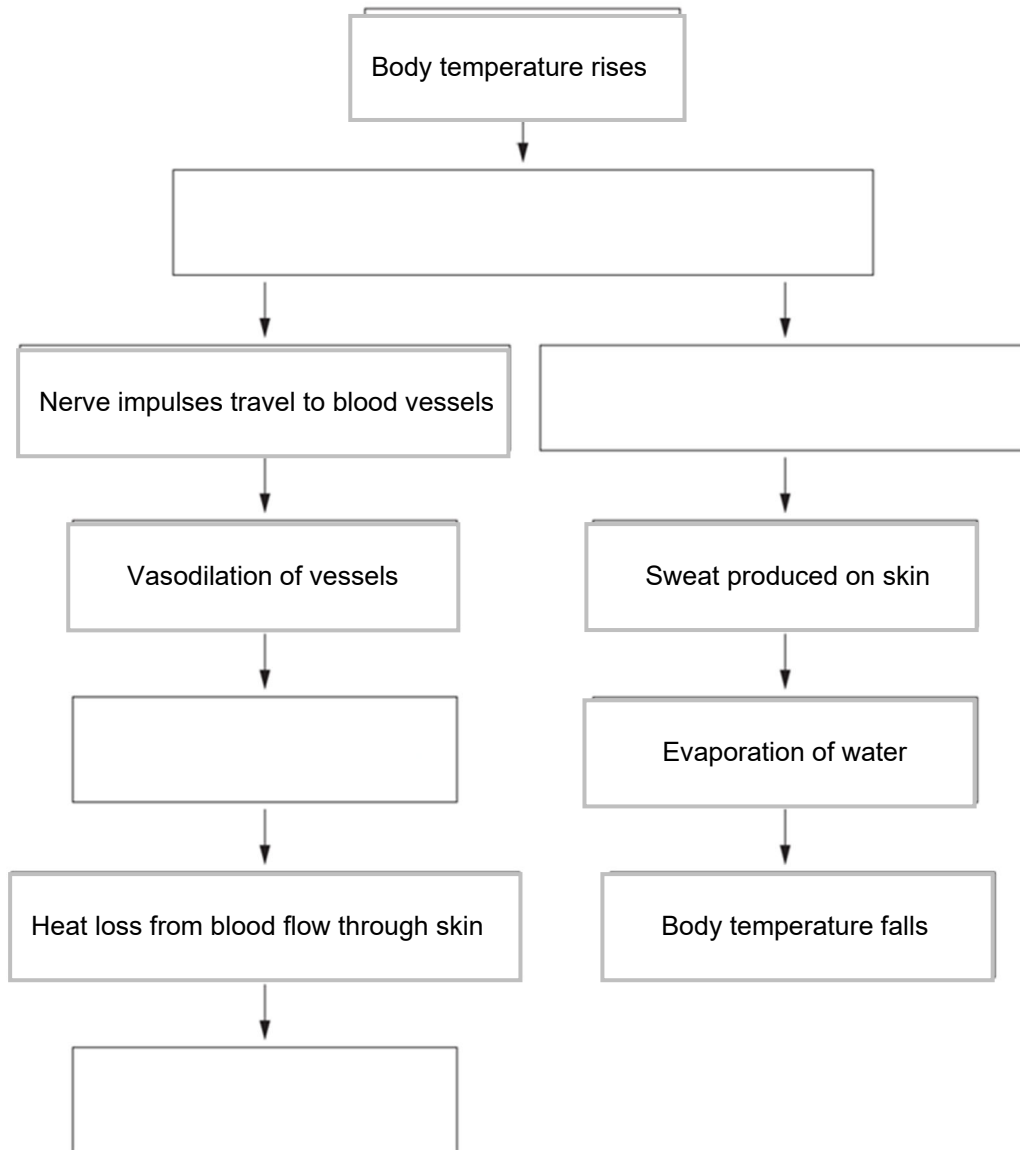 Body temperature rises
Nerve impulses travel to blood vessels
Vasodilation of vessels
Sweat produced on skin
Evaporation of water
Heat loss from blood flow through skin
Body temperature falls